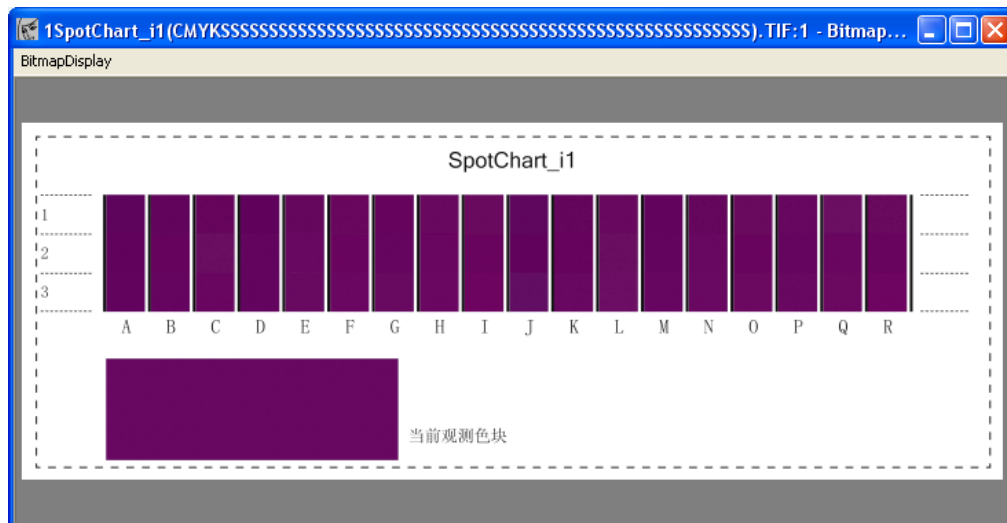 1SpotChart_i1(CMYKSSSSSSSSSSSSSSSSSSSSSSSSSSSSSSSSSSSSSSSSSSSSSSSSSSSSSSS).TIF:1 - Bitmap...
BitmapDisplay
SpotChart_i1
1
2
3
A B C D E F G H I J K L M N O P Q R
当前观测色块